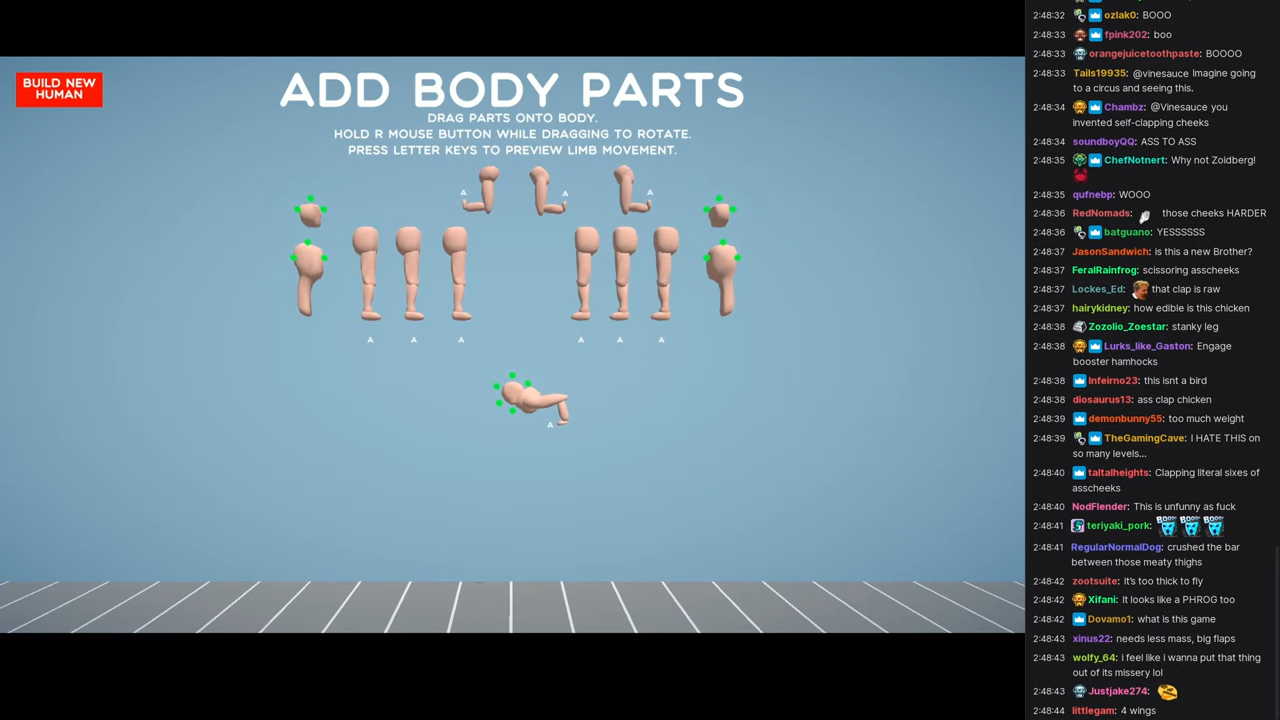 BUILD NEW
HUMAN
ADD BODY PARTS
DRAG PARTS ONTO BODY.
HOLD R MOUSE BUTTON WHILE DRAGGING TO ROTATE.
PRESS LETTER KEYS TO PREVIEW LIMB MOVEMENT.
A
A
A
A
A
A
A
A
A
A
2:48:32 ozlak0: BOOO
2:48:33 fpink202: boo
2:48:33 orangejuicetoothpaste: BOOOO
2:48:33 Tails19935: @vinesauce Imagine going
to a circus and seeing this.
2:48:34 Chambz: @Vinesauce you
invented self-clapping cheeks
2:48:34 soundboyQQ: ASS TO ASS
2:48:35 ChefNotnert: Why not Zoidberg!
2:48:35 qufnebp: WOOO
2:48:36 RedNomads: those cheeks HARDER
2:48:36 batguano: YESSSSSS
2:48:37 JasonSandwich: is this a new Brother?
2:48:37 FeralRainfrog: scissoring asscheeks
2:48:37 Lockes_Ed: that clap is raw
2:48:37 hairykidney: how edible is this chicken
2:48:38 Zozolio_Zoestar: stanky leg
2:48:38 Lurks_like_Gaston: Engage
booster hamhocks
2:48:38 Infeirno23: this isnt a bird
2:48:38 diosaurus13: ass clap chicken
2:48:39 demonbunny55: too much weight
2:48:39 TheGamingCave: I HATE THIS on
so many levels...
2:48:40 taltalheights: Clapping literal sixes of
asscheeks
2:48:40 NodFlender: This is unfunny as fuck
2:48:41 teriyaki_pork:
2:48:41 RegularNormalDog: crushed the bar
between those meaty thighs
2:48:42 zootsuite: It's too thick to fly
2:48:42 Xifani: It looks like a PHROG too
2:48:42 Dovamo1: what is this game
2:48:43 xinus22: needs less mass, big flaps
2:48:43 wolfy_64: i feel like i wanna put that thing
out of its missery lol
2:48:43 Justjake274:
2:48:44 littlegam: 4 wings